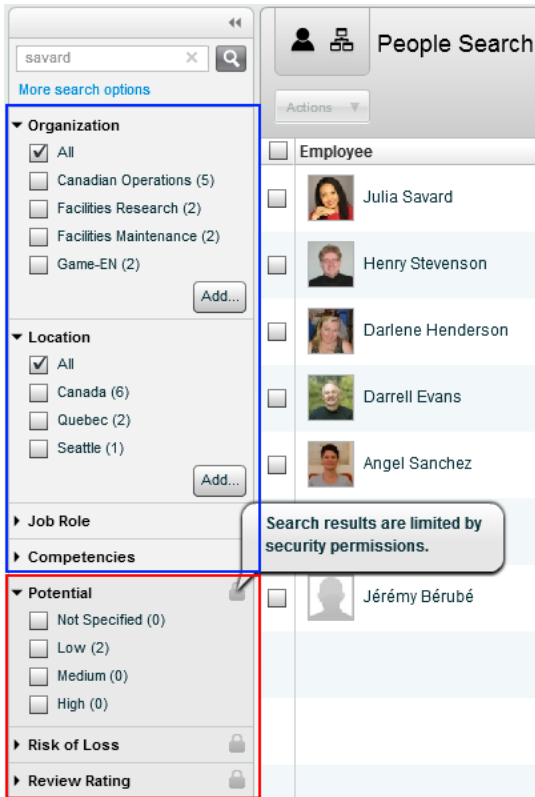 savard
More search options
Organization
All
Canadian Operations (5)
Facilities Research (2)
Facilities Maintenance (2)
Game-EN (2)
Add...
Location
All
Canada (6)
Quebec (2)
Seattle (1)
Add...
Job Role
Competencies
Potential
Not Specified (0)
Low (2)
Medium (0)
High (0)
Risk of Loss
Review Rating
People Search
Actions
Employee
Julia Savard
Henry Stevenson
Darlene Henderson
Darrell Evans
Angel Sanchez
Search results are limited by
security permissions.
Jérémy Bérubé